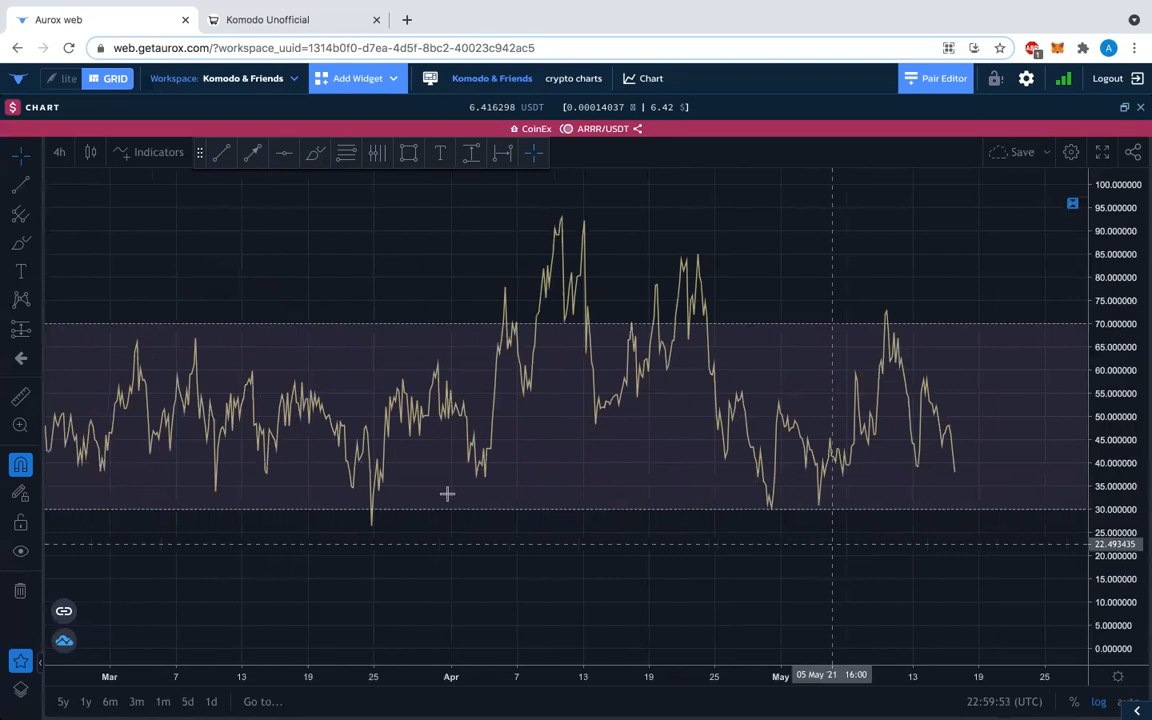 Aurox web
Komodo Unofficial
web.getaurox.com/?workspace_uuid=1314b0f0-d7ea-4d5f-8bc2-40023c942ac5
ABP
1
A
lite
GRID
Workspace: Komodo & Friends
Add Widget
Komodo & Friends
crypto charts
Chart
Pair Editor
Logout
$ CHART
6.416298 USDT
[0.00014037 | 6.42 $]
CoinEx
ARRR/USDT
4h
Indicators
T
Save
T
100.000000
95.000000
90.000000
85.000000
80.000000
75.000000
70.000000
65.000000
60.000000
55.000000
50.000000
45.000000
40.000000
35.000000
30.000000
25.000000
22.493435
20.000000
15.000000
10.000000
5.000000
0.000000
Mar
7
13
19
25
Apr
7
13
19
25
May
05 May '21 16:00
13
19
25
5y
1y
6m
3m
1m
5d
1d
Go to...
22:59:53 (UTC)
%
log